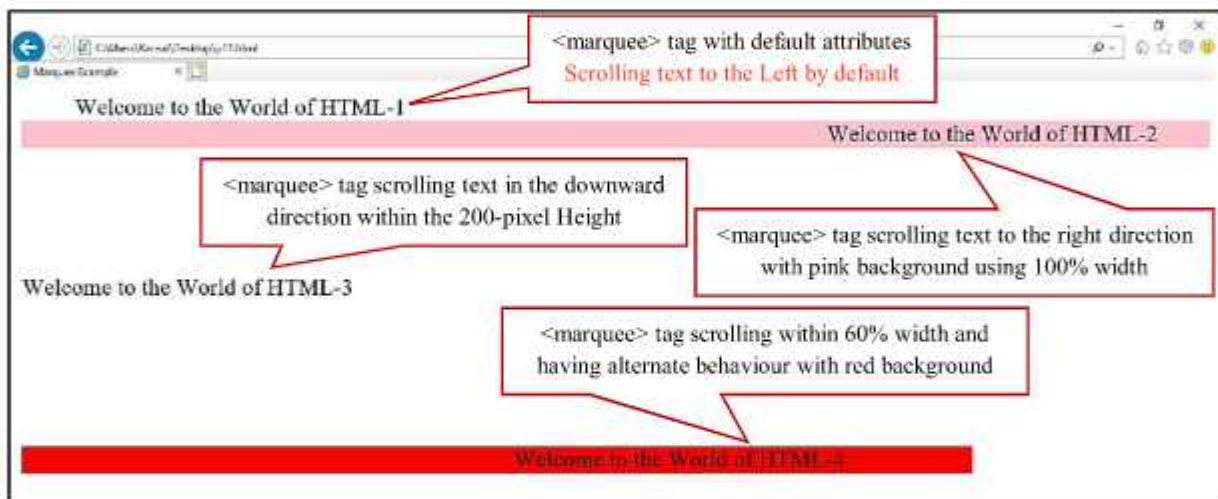 <marquee> tag with default attributes
Scrolling text to the Left by default
Marquee Example
Welcome to the World of HTML-1
Welcome to the World of HTML-2
<marquee> tag scrolling text in the downward
direction within the 200-pixel Height
<marquee> tag scrolling text to the right direction
with pink background using 100% width
Welcome to the World of HTML-3
<marquee> tag scrolling within 60% width and
having alternate behaviour with red background
Welcome to the World of HTML-4